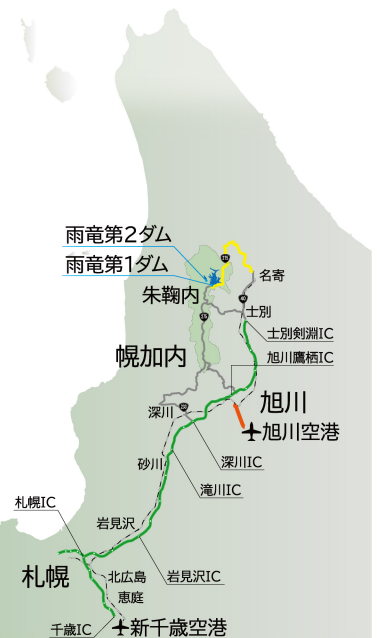 雨竜第2ダム
雨竜第1ダム
朱鞠内
名寄
士別
士別剣淵IC
幌加内
旭川鷹栖IC
旭川
深川
旭川空港
砂川
深川IC
滝川IC
札幌IC
岩見沢
札幌
北広島
岩見沢IC
恵庭
千歳IC
新千歳空港